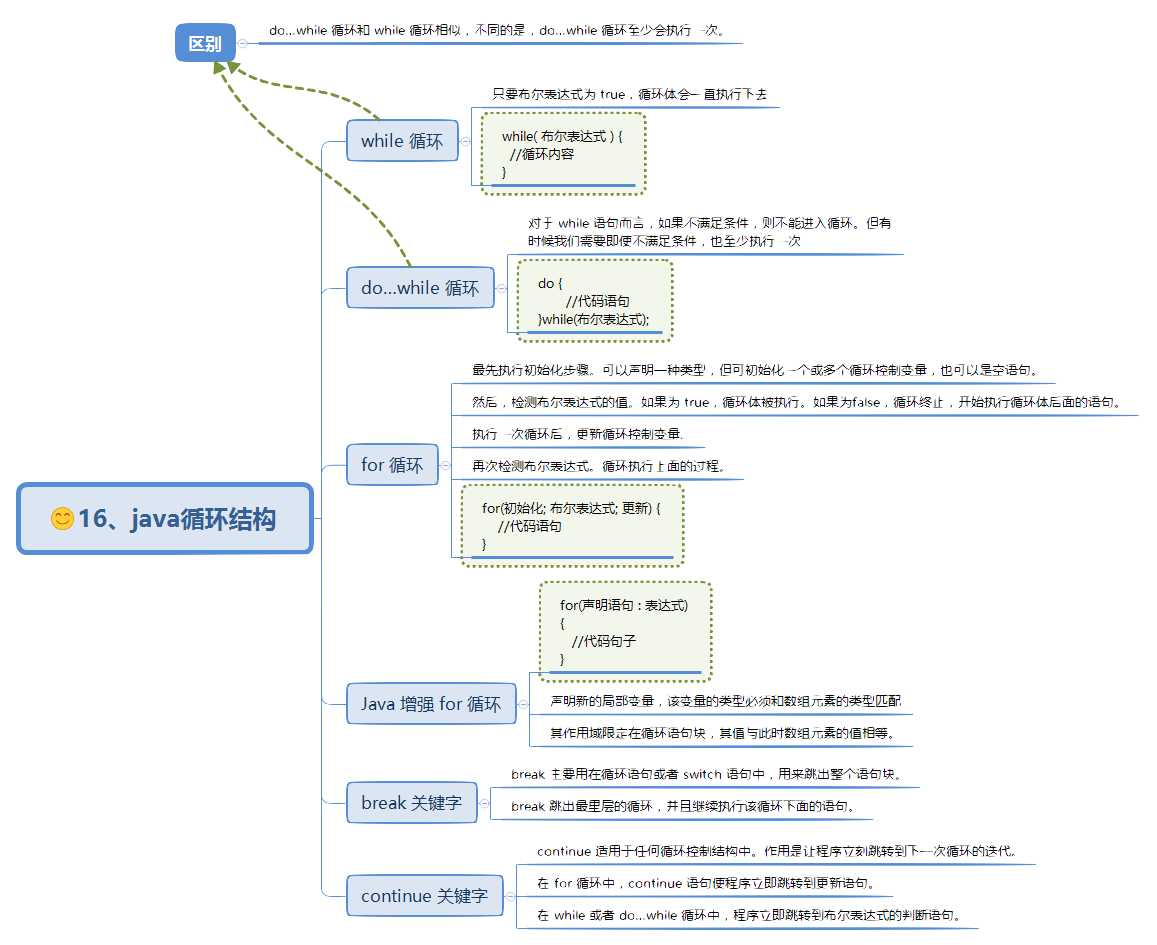 区别
do...while 循环和 while 循环相似，不同的是，do...while 循环至少会执行一次。
while 循环
只要布尔表达式为 true，循环体会一直执行下去
while( 布尔表达式 ) {
//循环内容
}
do...while 循环
对于 while 语句而言，如果不满足条件，则不能进入循环。但有
时候我们需要即使不满足条件，也至少执行一次
do {
//代码语句
}while(布尔表达式);
for 循环
最先执行初始化步骤。可以声明一种类型，但可初始化一个或多个循环控制变量，也可以是空语句。
然后，检测布尔表达式的值。如果为 true，循环体被执行。如果为false，循环终止，开始执行循环体后面的语句。
执行一次循环后，更新循环控制变量。
再次检测布尔表达式。循环执行上面的过程。
for(初始化; 布尔表达式; 更新) {
//代码语句
}
😊16、java循环结构
Java 增强 for 循环
for(声明语句 : 表达式)
{
//代码句子
}
声明新的局部变量，该变量的类型必须和数组元素的类型匹配
其作用域限定在循环语句块，其值与此时数组元素的值相等。
break 关键字
break 主要用在循环语句或者 switch 语句中，用来跳出整个语句块。
break 跳出最里层的循环，并且继续执行该循环下面的语句。
continue 关键字
continue 适用于任何循环控制结构中。作用是让程序立刻跳转到下一次循环的迭代。
在 for 循环中，continue 语句使程序立即跳转到更新语句。
在 while 或者 do...while 循环中，程序立即跳转到布尔表达式的判断语句。